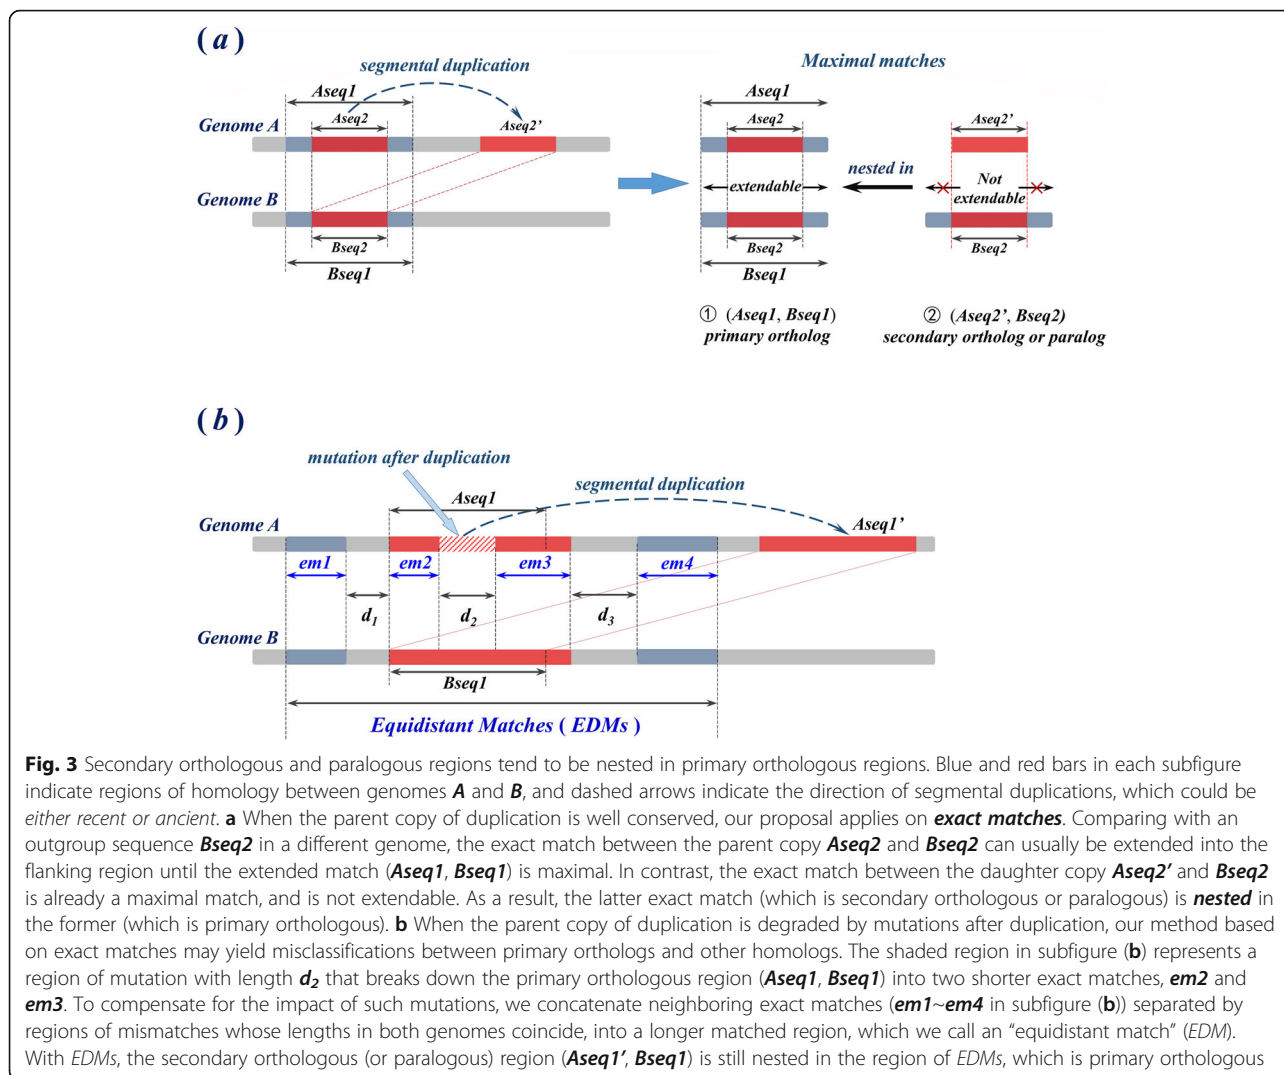 (a)
segmental duplication
Maximal matches
Aseq1
Aseq1
Aseq2
Aseq2'
Aseq2
Aseq2'
Genome A
nested in
extendable
Not
extendable
Genome B
Bseq2
Bseq2
Bseq2
Bseq1
Bseq1
① (Aseq1, Bseq1)
primary ortholog
② (Aseq2', Bseq2)
secondary ortholog or paralog
(b)
mutation after duplication
segmental duplication
Aseq1
Aseq1'
Genome A
em1
em2
em3
em4
d1
d2
d3
Genome B
Bseq1
Equidistant Matches ( EDMs )
Fig. 3 Secondary orthologous and paralogous regions tend to be nested in primary orthologous regions. Blue and red bars in each subfigure
indicate regions of homology between genomes A and B, and dashed arrows indicate the direction of segmental duplications, which could be
either recent or ancient. a When the parent copy of duplication is well conserved, our proposal applies on exact matches. Comparing with an
outgroup sequence Bseq2 in a different genome, the exact match between the parent copy Aseq2 and Bseq2 can usually be extended into the
flanking region until the extended match (Aseq1, Bseq1) is maximal. In contrast, the exact match between the daughter copy Aseq2' and Bseq2
is already a maximal match, and is not extendable. As a result, the latter exact match (which is secondary orthologous or paralogous) is nested in
the former (which is primary orthologous). b When the parent copy of duplication is degraded by mutations after duplication, our method based
on exact matches may yield misclassifications between primary orthologs and other homologs. The shaded region in subfigure (b) represents a
region of mutation with length d2 that breaks down the primary orthologous region (Aseq1, Bseq1) into two shorter exact matches, em2 and
em3. To compensate for the impact of such mutations, we concatenate neighboring exact matches (em1~em4 in subfigure (b)) separated by
regions of mismatches whose lengths in both genomes coincide, into a longer matched region, which we call an "equidistant match" (EDM).
With EDMs, the secondary orthologous (or paralogous) region (Aseq1', Bseq1) is still nested in the region of EDMs, which is primary orthologous